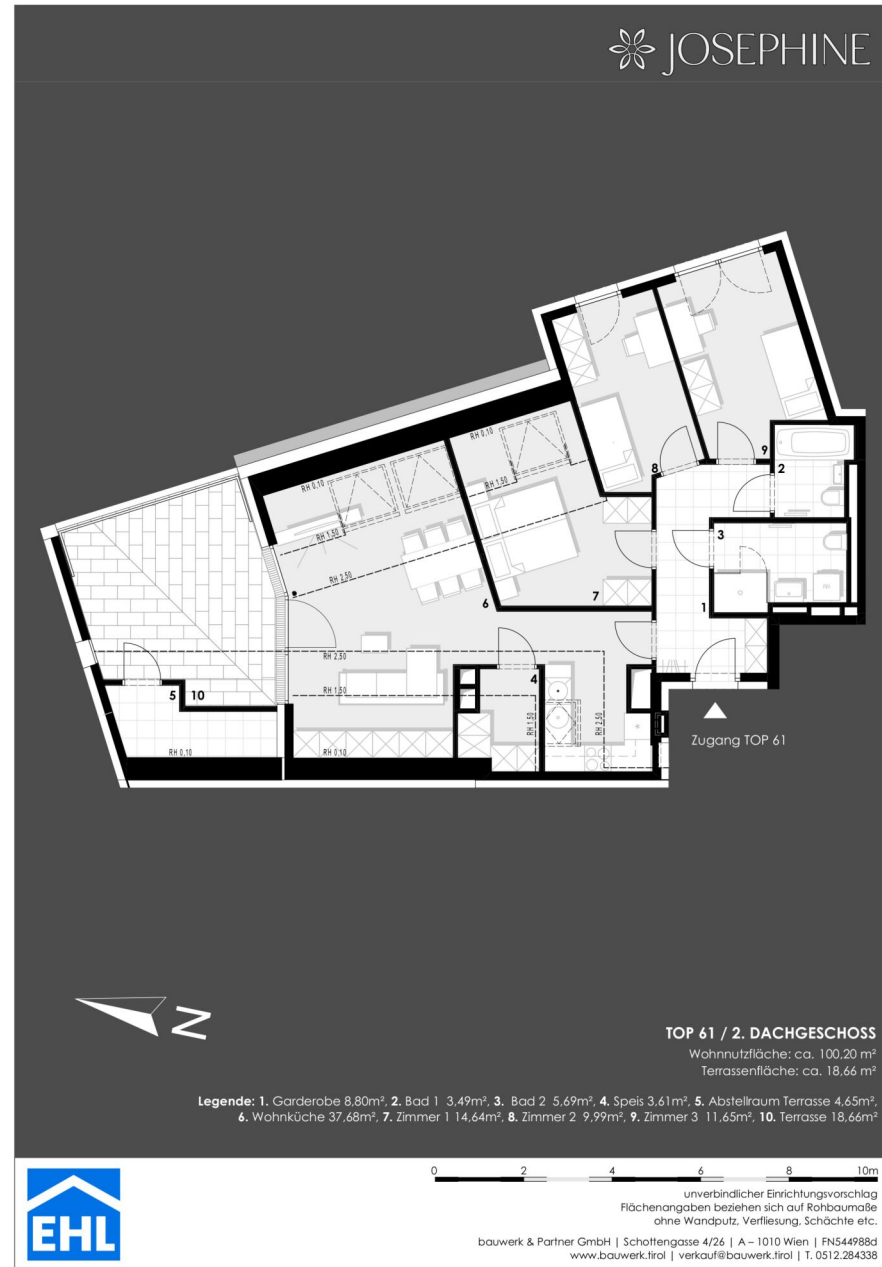 JOSEPHINE
RH 0,10
RH 1,50
RH 2,50
RH 0,10
RH 1,50
8
9
2
3
6
7
1
RH 2,50
RH 1,50
4
5
10
RH 0,10
RH 0,10
RH 1,50
RH 2,50
Zugang TOP 61
N
TOP 61 / 2. DACHGESCHOSS
Wohnnutzfläche: ca. 100,20 m²
Terrassenfläche: ca. 18,66 m²
Legende: 1. Garderobe 8,80m², 2. Bad 1 3,49m², 3. Bad 2 5,69m², 4. Speis 3,61m², 5. Abstellraum Terrasse 4,65m²,
6. Wohnküche 37,68m², 7. Zimmer 1 14,64m², 8. Zimmer 2 9,99m², 9. Zimmer 3 11,65m², 10. Terrasse 18,66m²
EHL
0 2 4 6 8 10m
unverbindlicher Einrichtungsvorschlag
Flächenangaben beziehen sich auf Rohbaumaße
ohne Wandputz, Verfliesung, Schächte etc.
bauwerk & Partner GmbH | Schottengasse 4/26 | A – 1010 Wien | FN544988d
www.bauwerk.tirol | verkauf@bauwerk.tirol | T. 0512.284338